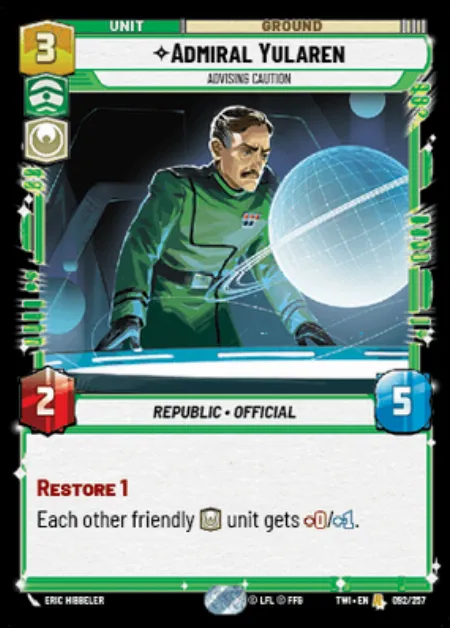 UNIT GROUND
3
ADMIRAL YULAREN
ADVISING CAUTION
2
REPUBLIC • OFFICIAL
5
RESTORE 1
Each other friendly unit gets +0/+1.
ERIC HIBBELER © LFL © FFG TWI • EN 092/257